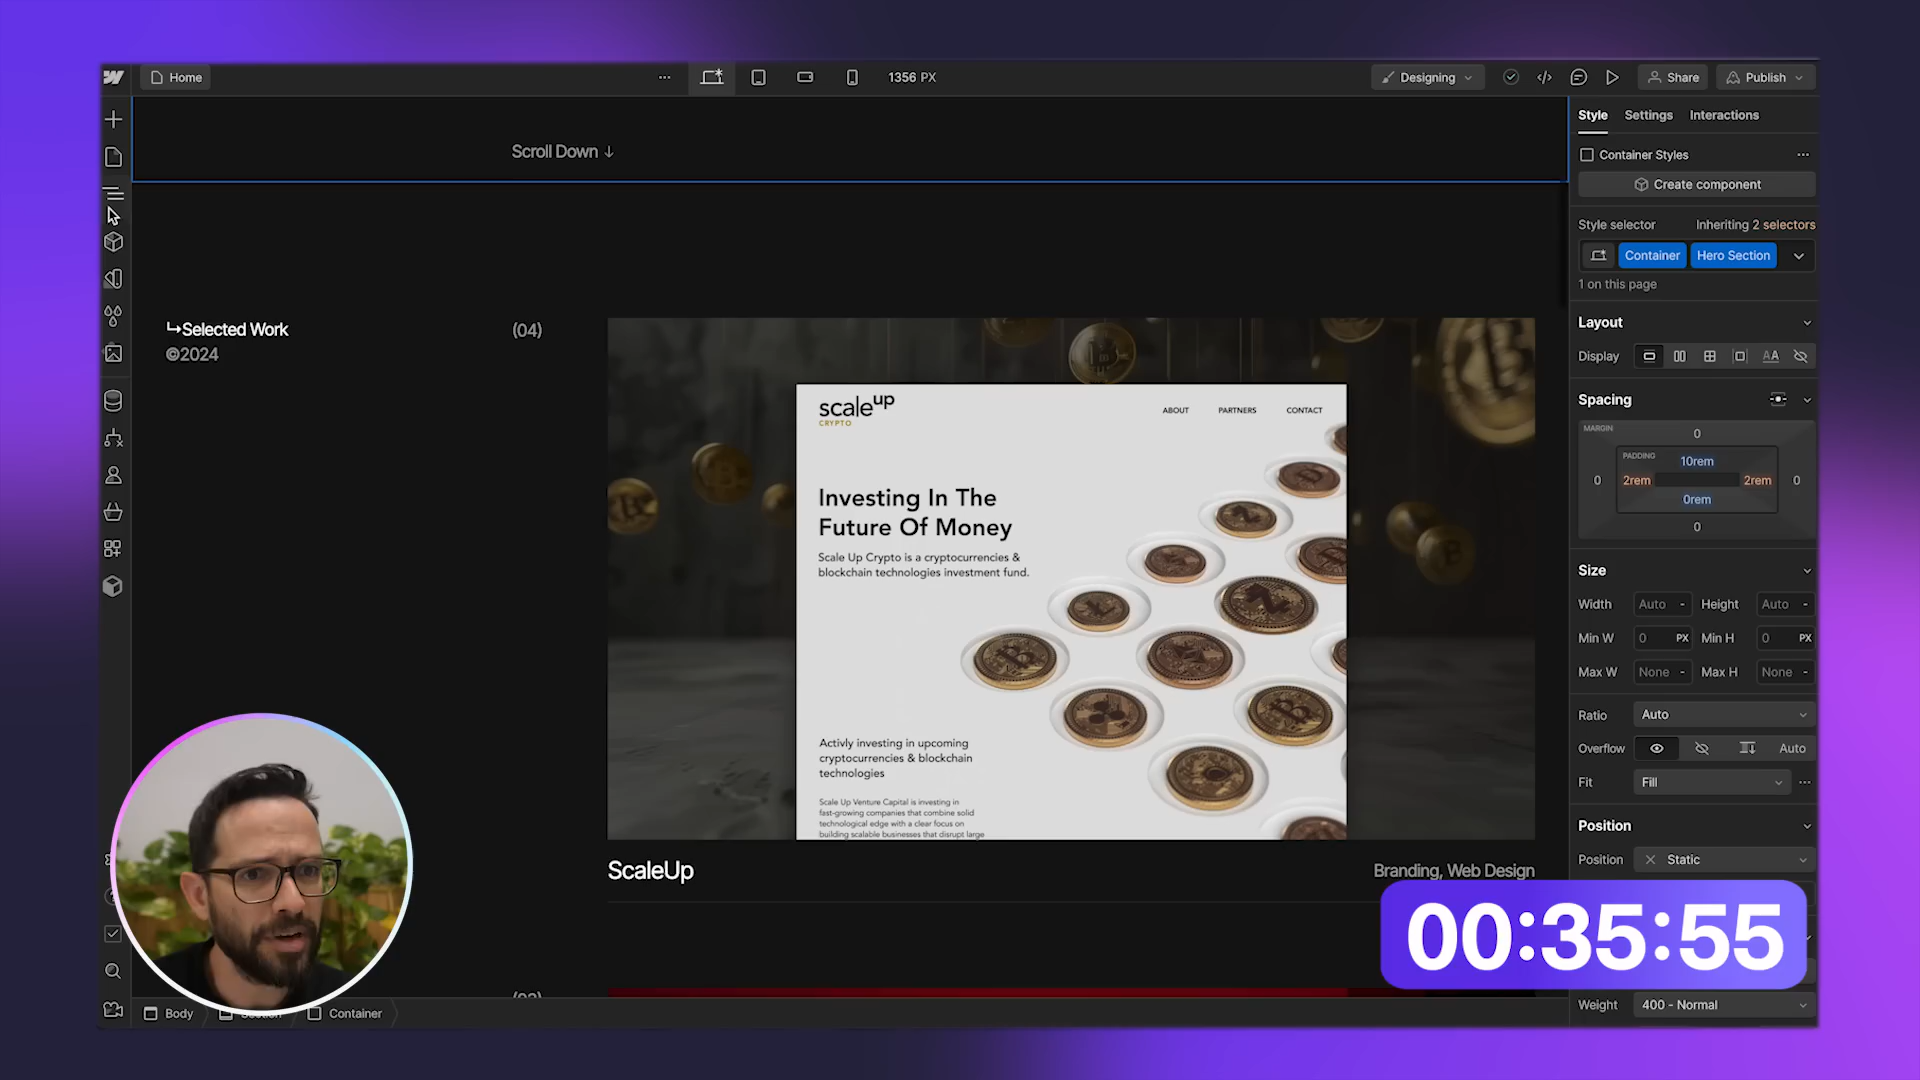 Home
1356 PX
Designing
Share
Publish
Scroll Down ↓
↳Selected Work
©2024
(04)
scaleup
CRYPTO
ABOUT
PARTNERS
CONTACT
Investing In The
Future Of Money
Scale Up Crypto is a cryptocurrencies &
blockchain technologies investment fund.
Activly investing in upcoming
cryptocurrencies & blockchain
technologies
Scale Up Venture Capital is investing in
fast-growing companies that combine solid
technological edge with a clear focus on
building scalable businesses that disrupt large
ScaleUp
Branding, Web Design
Body
Container
Style
Settings
Interactions
Container Styles
Create component
Style selector
Inheriting 2 selectors
Container
Hero Section
1 on this page
Layout
Display
Spacing
MARGIN
0
PADDING
10rem
0
2rem
2rem
0
0rem
0
Size
Width
Auto
-
Height
Auto
-
Min W
0
PX
Min H
0
PX
Max W
None
-
Max H
None
-
Ratio
Auto
Overflow
Auto
Fit
Fill
Position
Position
Static
00:35:55
Weight
400 - Normal